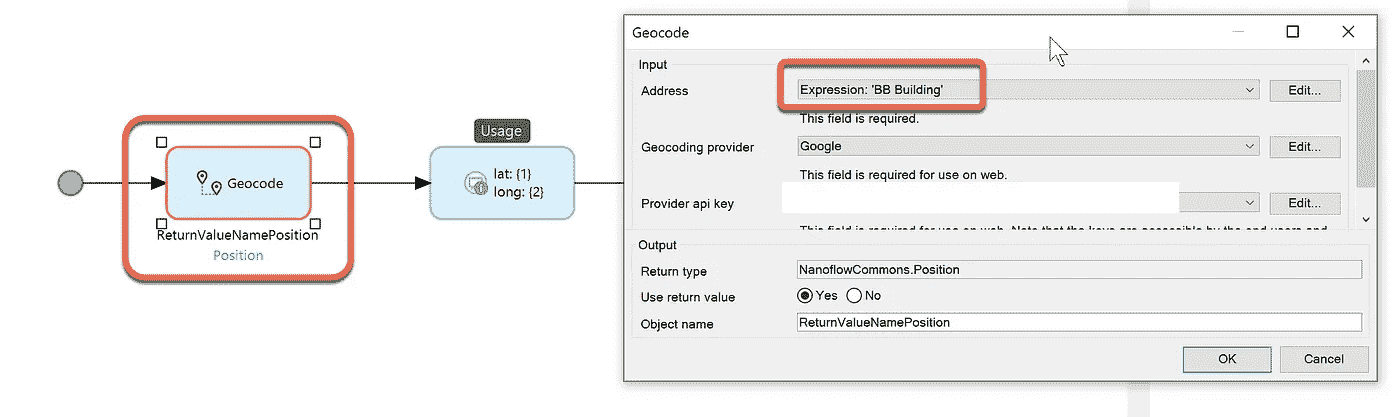 Geocode
ReturnValueNamePosition
Position
Usage
lat: {1}
long: {2}
Geocode
Input
Address
Expression: 'BB Building'
Edit...
This field is required.
Geocoding provider
Google
Edit...
This field is required for use on web.
Provider api key
Edit...
This field is required for use on web. Note that the keys are accessible by the end users and
Output
Return type
NanoflowCommons.Position
Use return value
Yes
No
Object name
ReturnValueNamePosition
OK
Cancel